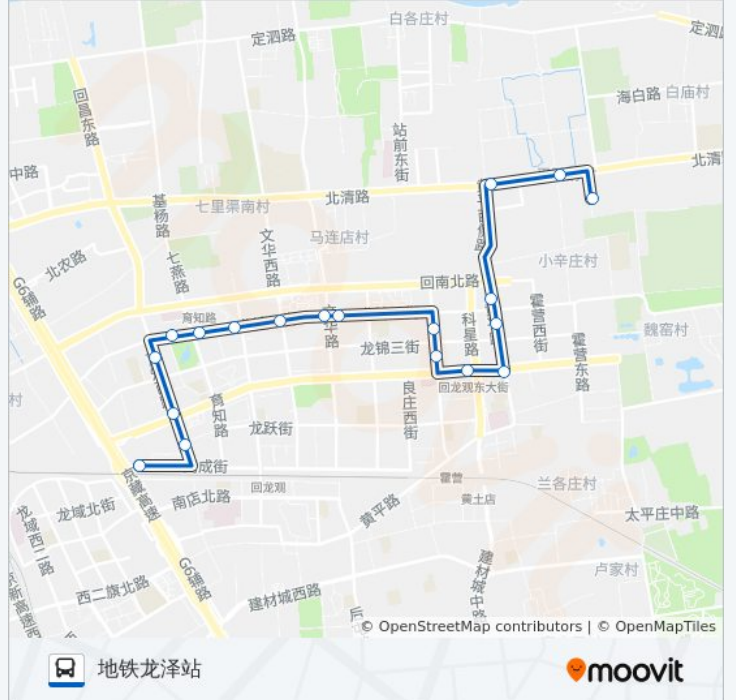 白各庄村
定泗路
定泗
回昌东路
海白路
白庙村
站前东街
中路
北清
北清路
基杨路
七里渠南村
文华西路
马连店村
七燕路
北农路
小辛庄村
回南北路
G6辅路
霍营西街
育知路
科星路
魏窑村
龙锦三街
霍营东路
回龙观东大街
村
育知路
良庄西街
龙跃街
成街
霍营
回龙观
京藏高速
南店北路
黄土店
兰各庄村
龙域北街
龙域西二路
黄平路
太平庄中路
G6辅路
建材城中路
卢家村
西二旗北路
建材城西路
京新高速西
后
© OpenStreetMap contributors | © OpenMapTiles
地铁龙泽站
moovit